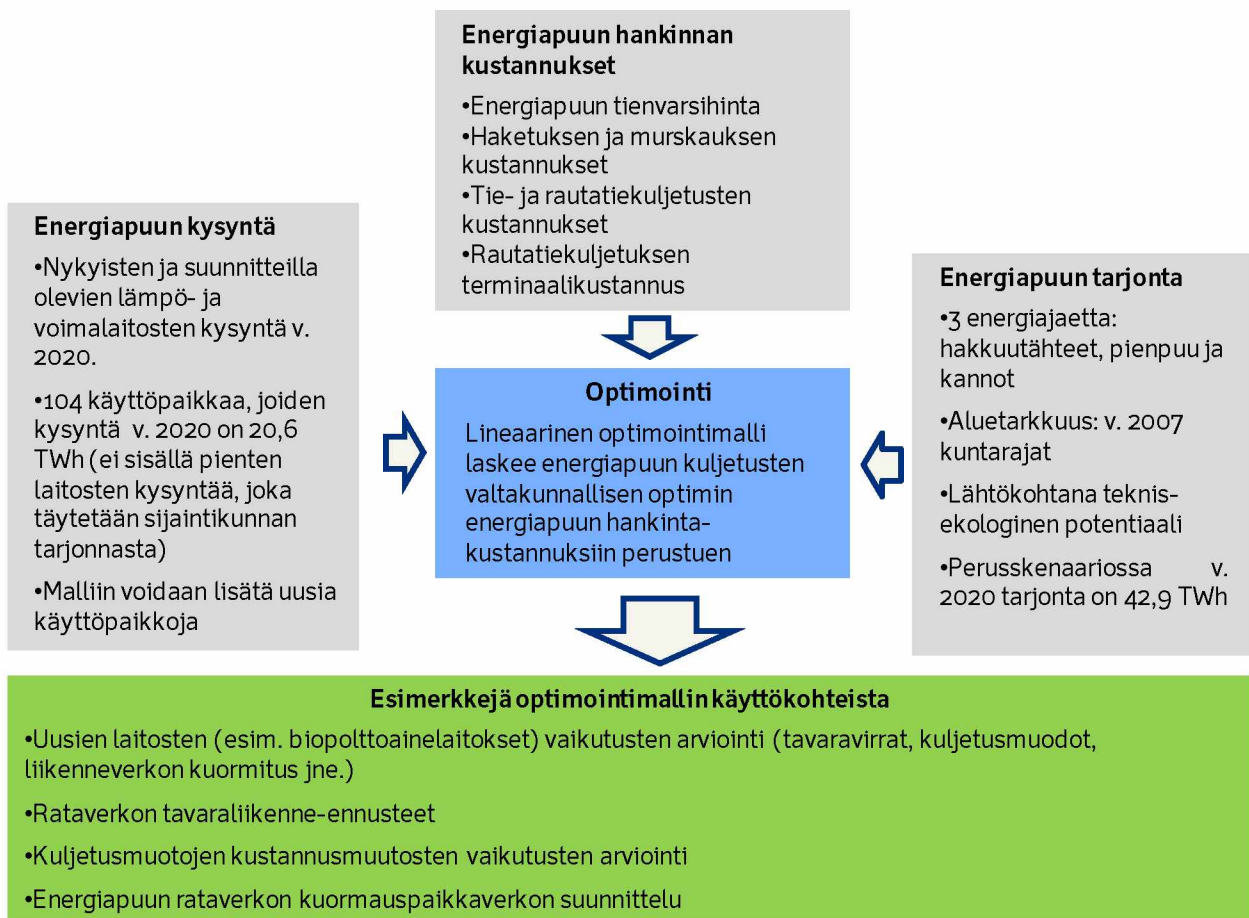 Energiapuun hankinnan
kustannukset
•Energiapuun tienvarsihinta
•Haketuksen ja murskauksen
kustannukset
•Tie- ja rautatiekuljetusten
kustannukset
•Rautatiekuljetuksen
terminaalikustannus
Energiapuun kysyntä
•Nykyisten ja suunnitteilla
olevien lämpö- ja
voimalaitosten kysyntä v.
2020.
•104 käyttöpaikkaa, joiden
kysyntä v. 2020 on 20,6
TWh (ei sisällä pienten
laitosten kysyntää, joka
täytetään sijaintikunnan
tarjonnasta)
•Malliin voidaan lisätä uusia
käyttöpaikkoja
Optimointi
Lineaarinen optimointimalli
laskee energiapuun kuljetusten
valtakunnallisen optimin
energiapuun hankinta-
kustannuksiin perustuen
Energiapuun tarjonta
•3 energiajaetta:
hakkuutähteet, pienpuu ja
kannot
•Aluetarkkuus: v. 2007
kuntarajat
•Lähtökohtana teknis-
ekologinen potentiaali
•Perusskenaariossa v.
2020 tarjonta on 42,9 TWh
Esimerkkejä optimointimallin käyttökohteista
•Uusien laitosten (esim. biopolttoainelaitokset) vaikutusten arviointi (tavaravirrat, kuljetusmuodot,
liikenneverkon kuormitus jne.)
•Rataverkon tavaraliikenne-ennusteet
•Kuljetusmuotojen kustannusmuutosten vaikutusten arviointi
•Energiapuun rataverkon kuormauspaikkaverkon suunnittelu